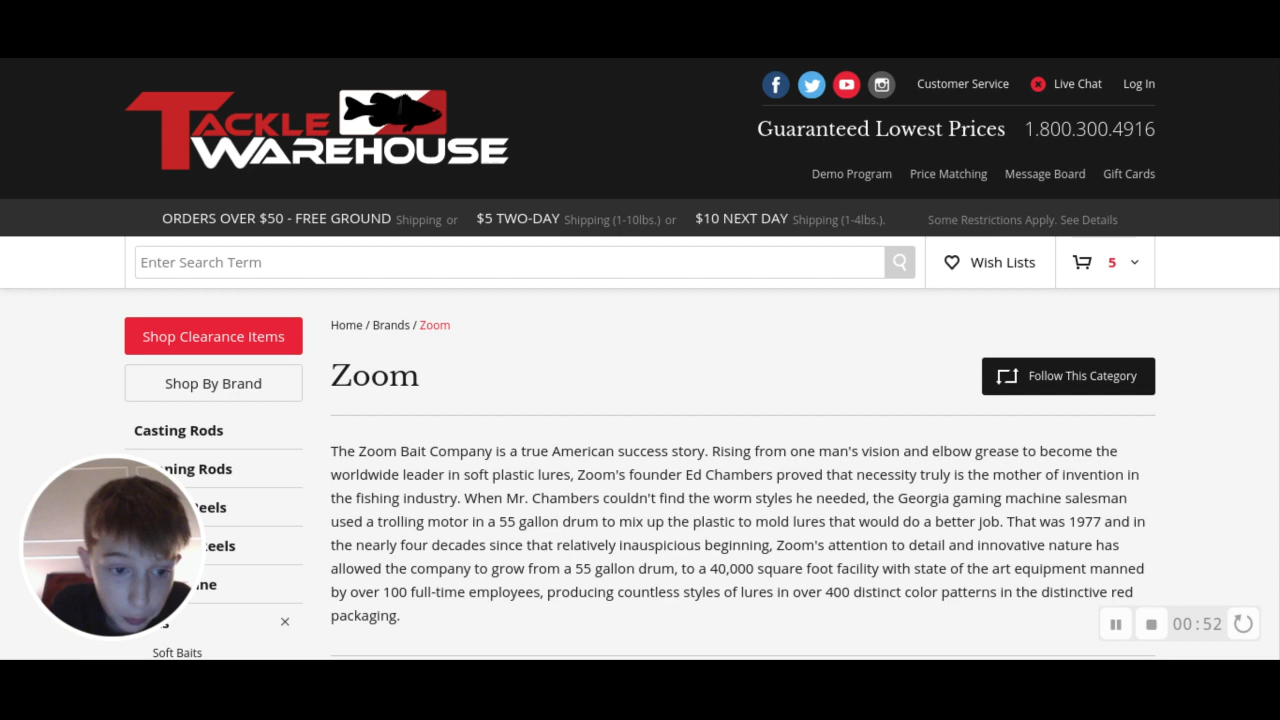 TACKLE
WAREHOUSE
Customer Service
Live Chat
Log In
Guaranteed Lowest Prices 1.800.300.4916
Demo Program Price Matching Message Board Gift Cards
ORDERS OVER $50 - FREE GROUND Shipping or $5 TWO-DAY Shipping (1-10lbs.) or $10 NEXT DAY Shipping (1-4lbs.). Some Restrictions Apply. See Details
Enter Search Term
Wish Lists
5
Shop Clearance Items
Shop By Brand
Casting Rods
ning Rods
eels
eels
ine
s
Soft Baits
Home / Brands / Zoom
Zoom
Follow This Category
The Zoom Bait Company is a true American success story. Rising from one man's vision and elbow grease to become the
worldwide leader in soft plastic lures, Zoom's founder Ed Chambers proved that necessity truly is the mother of invention in
the fishing industry. When Mr. Chambers couldn't find the worm styles he needed, the Georgia gaming machine salesman
used a trolling motor in a 55 gallon drum to mix up the plastic to mold lures that would do a better job. That was 1977 and in
the nearly four decades since that relatively inauspicious beginning, Zoom's attention to detail and innovative nature has
allowed the company to grow from a 55 gallon drum, to a 40,000 square foot facility with state of the art equipment manned
by over 100 full-time employees, producing countless styles of lures in over 400 distinct color patterns in the distinctive red
packaging.
00:52